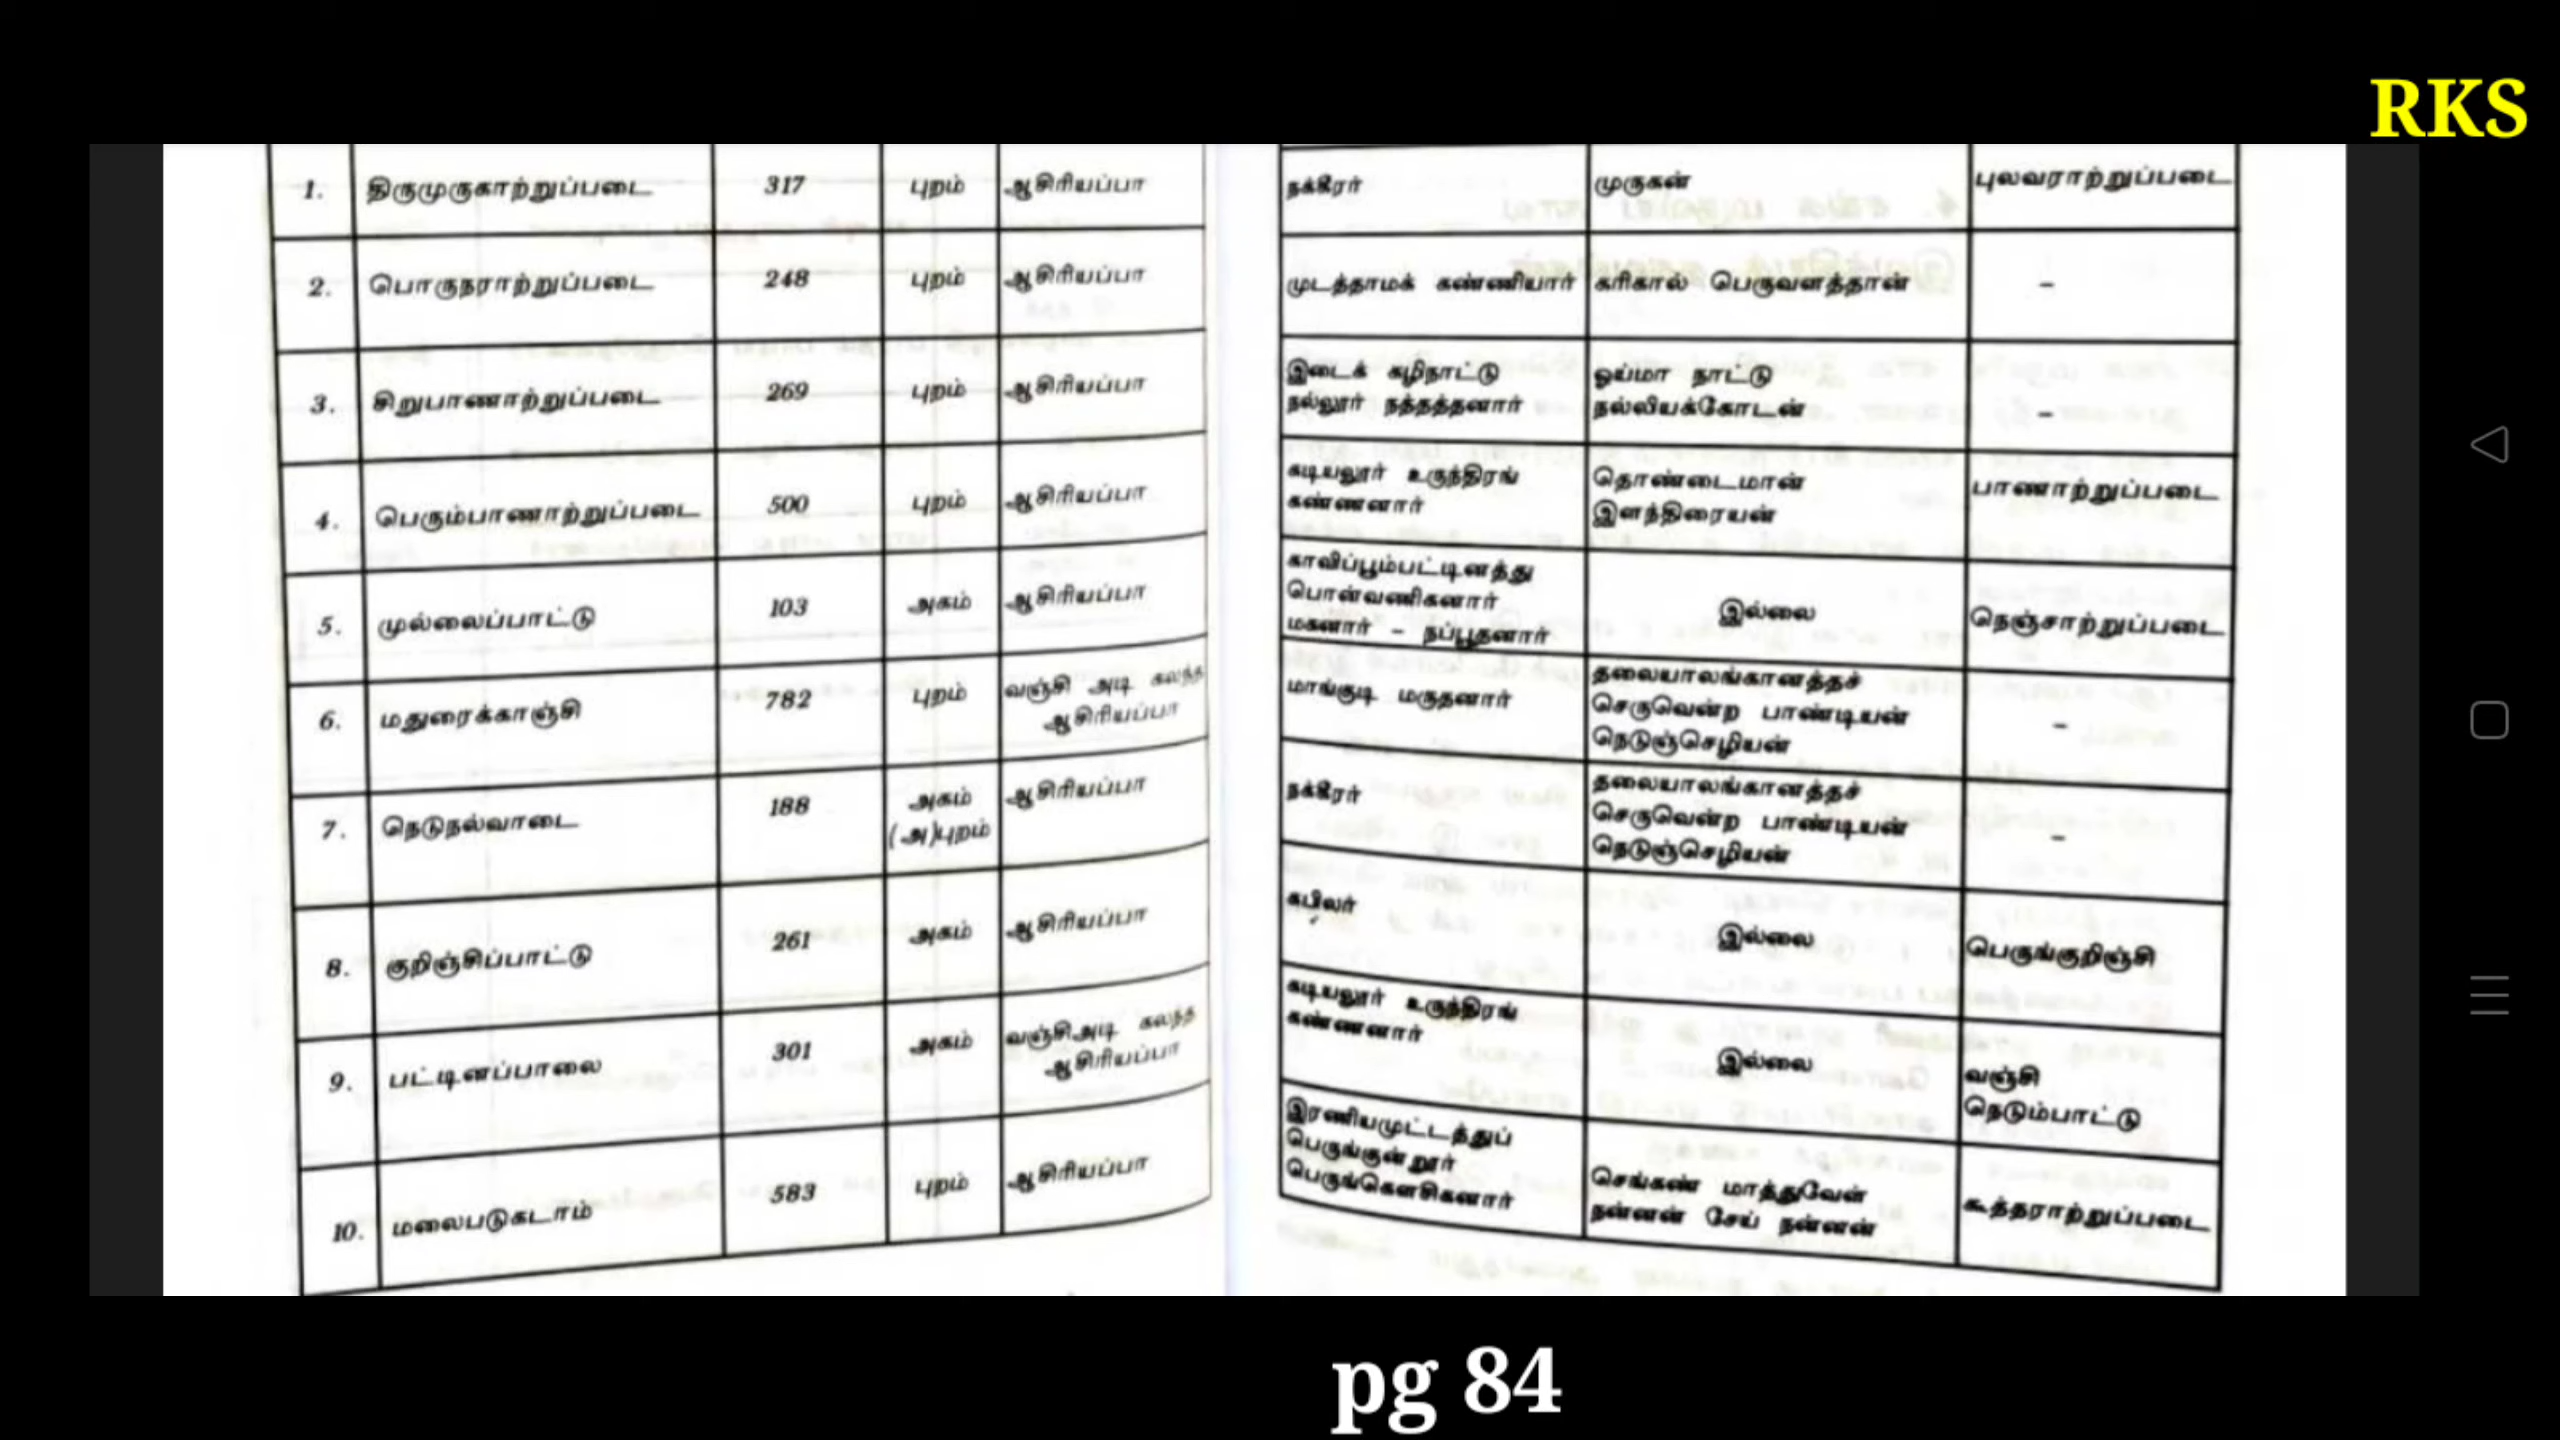 RKS
1. திருமுருகாற்றுப்படை 317 புறம் ஆசிரியப்பா நக்கீரர் முருகன் புலவராற்றுப்படை
2. பொருநராற்றுப்படை 248 புறம் ஆசிரியப்பா முடத்தாமக் கண்ணியார் கரிகால் பெருவளத்தான் –
3. சிறுபாணாற்றுப்படை 269 புறம் ஆசிரியப்பா இடைக் கழிநாட்டு ஓய்மா நாட்டு
நல்லூர் நத்தத்தனார் நல்லியக்கோடன் –
4. பெரும்பாணாற்றுப்படை 500 புறம் ஆசிரியப்பா கடியலூர் உருந்திரங் தொண்டைமான் பாணாற்றுப்படை
கண்ணனார் இளந்திரையன்
5. முல்லைப்பாட்டு 103 அகம் ஆசிரியப்பா காவிப்பூம்பட்டினத்து
பொன்வணிகனார் இல்லை நெஞ்சாற்றுப்படை
மகனார் – நப்பூதனார்
6. மதுரைக்காஞ்சி 782 புறம் வஞ்சி அடி கலந்த மாங்குடி மருதனார் தலையாலங்கானத்தச்
ஆசிரியப்பா செருவென்ற பாண்டியன் –
நெடுஞ்செழியன்
7. நெடுநல்வாடை 188 அகம் ஆசிரியப்பா நக்கீரர் தலையாலங்கானத்தச்
(அ)புறம் செருவென்ற பாண்டியன் –
நெடுஞ்செழியன்
8. குறிஞ்சிப்பாட்டு 261 அகம் ஆசிரியப்பா கபிலர் இல்லை பெருங்குறிஞ்சி
9. பட்டினப்பாலை 301 அகம் வஞ்சிஅடி கலந்த கடியலூர் உருந்திரங் இல்லை வஞ்சி
ஆசிரியப்பா கண்ணனார் நெடும்பாட்டு
10. மலைபடுகடாம் 583 புறம் ஆசிரியப்பா இரணியமுட்டத்துப்
பெருங்குன்றூர் செங்கண் மாத்துவேன் கூத்தராற்றுப்படை
பெருங்கௌசிகனார் நன்னன் சேய் நன்னன்
pg 84